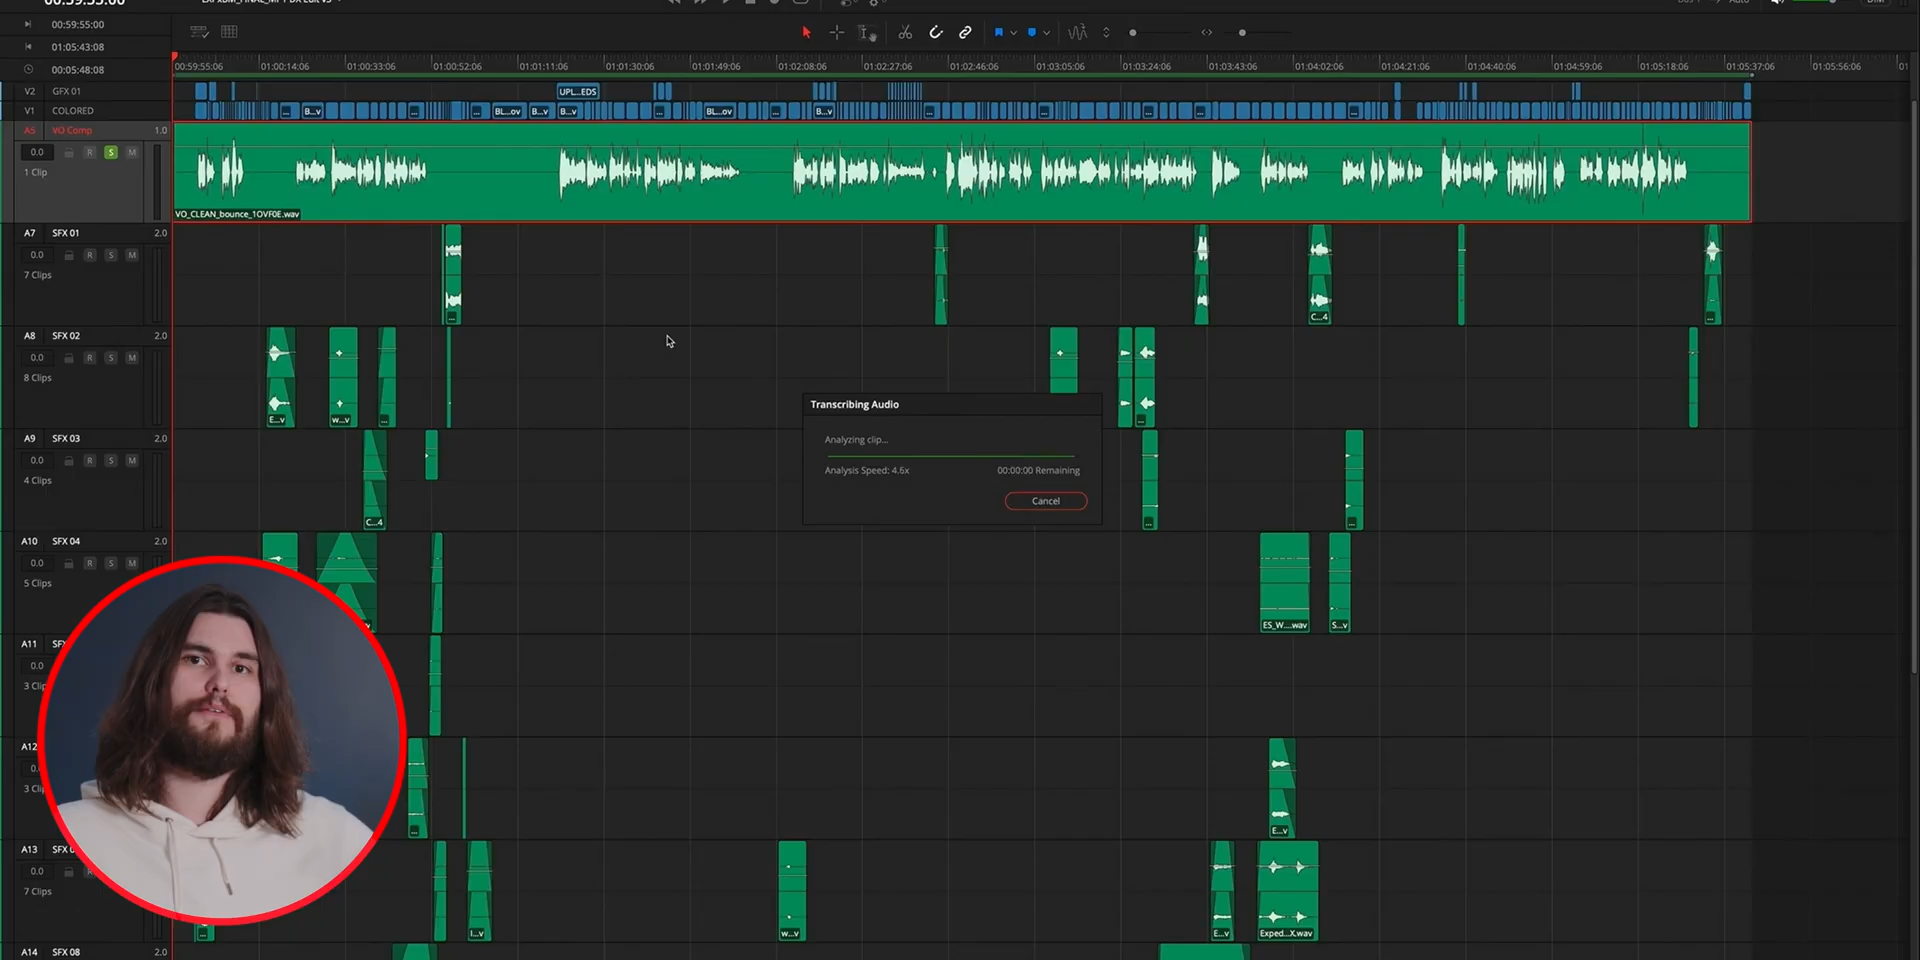 00:59:55:00
01:05:43:08
00:05:48:08
00:59:55:06 01:00:14:06 01:00:33:06 01:00:52:06 01:01:11:06 01:01:30:06 01:01:49:06 01:02:08:06 01:02:27:06 01:02:46:06 01:03:05:06 01:03:24:06 01:03:43:06 01:04:02:06 01:04:21:06 01:04:40:06 01:04:59:06 01:05:18:06 01:05:37:06 01:05:56:06 01
V2 GFX 01 UPL...EDS
V1 COLORED ... B...v ... ... BL...ov B...v B...v ... BL...ov ... B...v ... ... ... ... ...
A5 VO Comp 1.0
0.0 R S M
1 Clip
VO_CLEAN_bounce_1OVF0E.wav
A7 SFX 01 2.0
0.0 R S M
7 Clips
... C...4 ...
A8 SFX 02 2.0
0.0 R S M
8 Clips
E...v w...v ... ...
Transcribing Audio
Analyzing clip...
Analysis Speed: 4.6x 00:00:00 Remaining
Cancel
A9 SFX 03 2.0
0.0 R S M
4 Clips
C...4 ... ...
A10 SFX 04 2.0
0.0 R S M
5 Clips
ES_W....wav S...v
A11
0.0
3 Clip
A12
0.
3 Cli
... E...v
A13 SFX
0.0
7 Clips
... I...v w...v E...v Exped...X.wav
A14 SFX 08 2.0